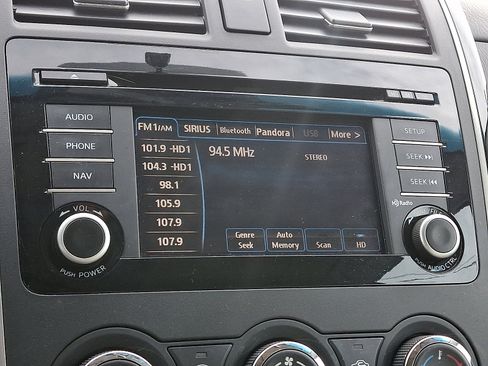 AUDIO
PHONE
NAV
VOL
PUSH POWER
FM1/AM SIRIUS Bluetooth Pandora USB More >
101.9 -HD1
104.3 -HD1
98.1
105.9
107.9
107.9
94.5 MHz
STEREO
Genre Seek
Auto Memory
Scan
HD
SETUP
SEEK
SEEK
HD Radio
PUSH AUDIO CTRL